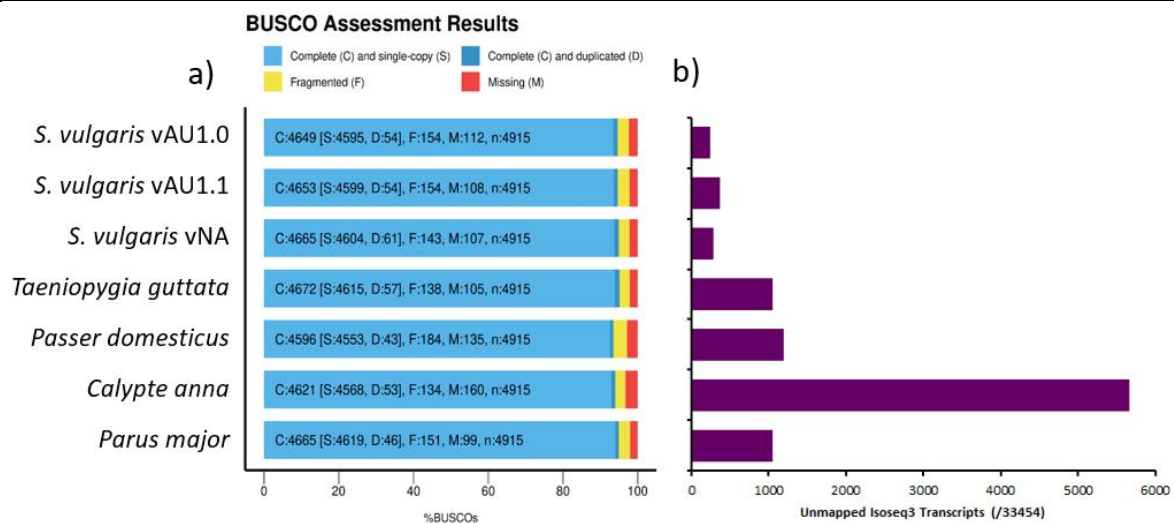 BUSCO Assessment Results
Complete (C) and single-copy (S) Complete (C) and duplicated (D)
Fragmented (F) Missing (M)
a)
b)
S. vulgaris vAU1.0 C:4649 [S:4595, D:54], F:154, M:112, n:4915
S. vulgaris vAU1.1 C:4653 [S:4599, D:54], F:154, M:108, n:4915
S. vulgaris vNA C:4665 [S:4604, D:61], F:143, M:107, n:4915
Taeniopygia guttata C:4672 [S:4615, D:57], F:138, M:105, n:4915
Passer domesticus C:4596 [S:4553, D:43], F:184, M:135, n:4915
Calypte anna C:4621 [S:4568, D:53], F:134, M:160, n:4915
Parus major C:4665 [S:4619, D:46], F:151, M:99, n:4915
0 20 40 60 80 100
%BUSCOs
0 1000 2000 3000 4000 5000 6000
Unmapped Isoseq3 Transcripts (/33454)